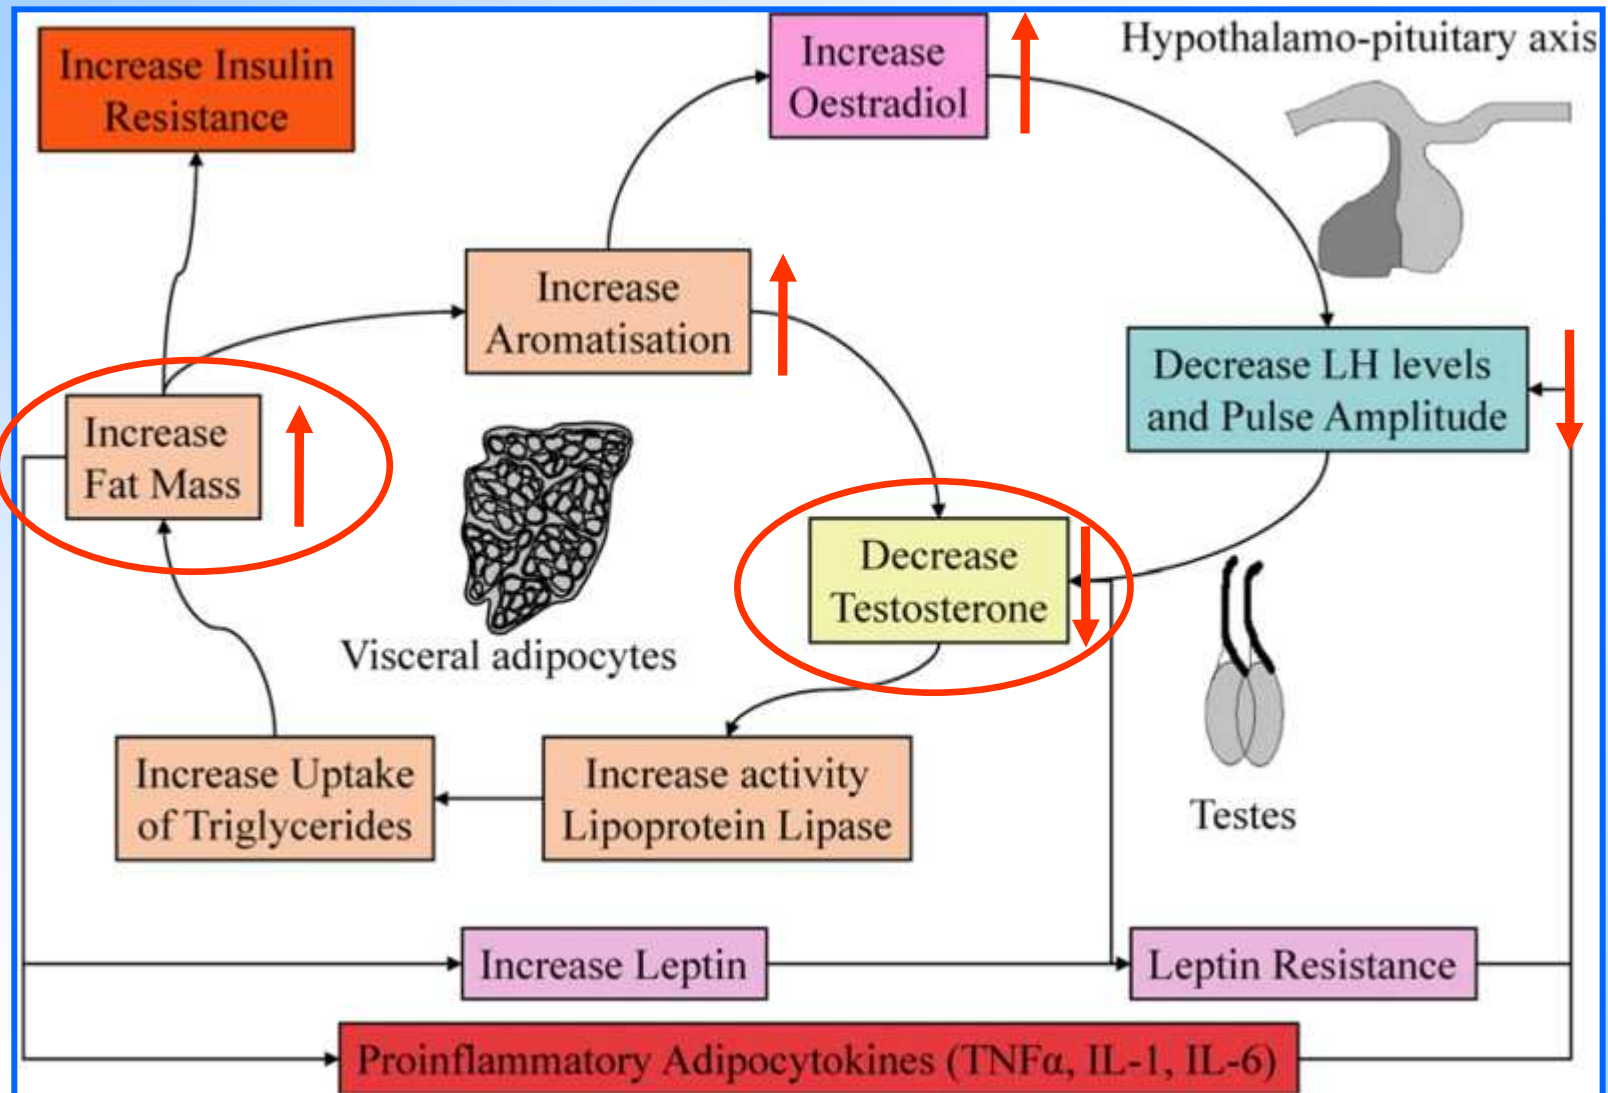 Increase Insulin
Resistance
Increase
Oestradiol
Hypothalamo-pituitary axis
Increase
Aromatisation
Decrease LH levels
and Pulse Amplitude
Increase
Fat Mass
Decrease
Testosterone
Visceral adipocytes
Increase Uptake
of Triglycerides
Increase activity
Lipoprotein Lipase
Testes
Increase Leptin
Leptin Resistance
Proinflammatory Adipocytokines (TNFα, IL-1, IL-6)